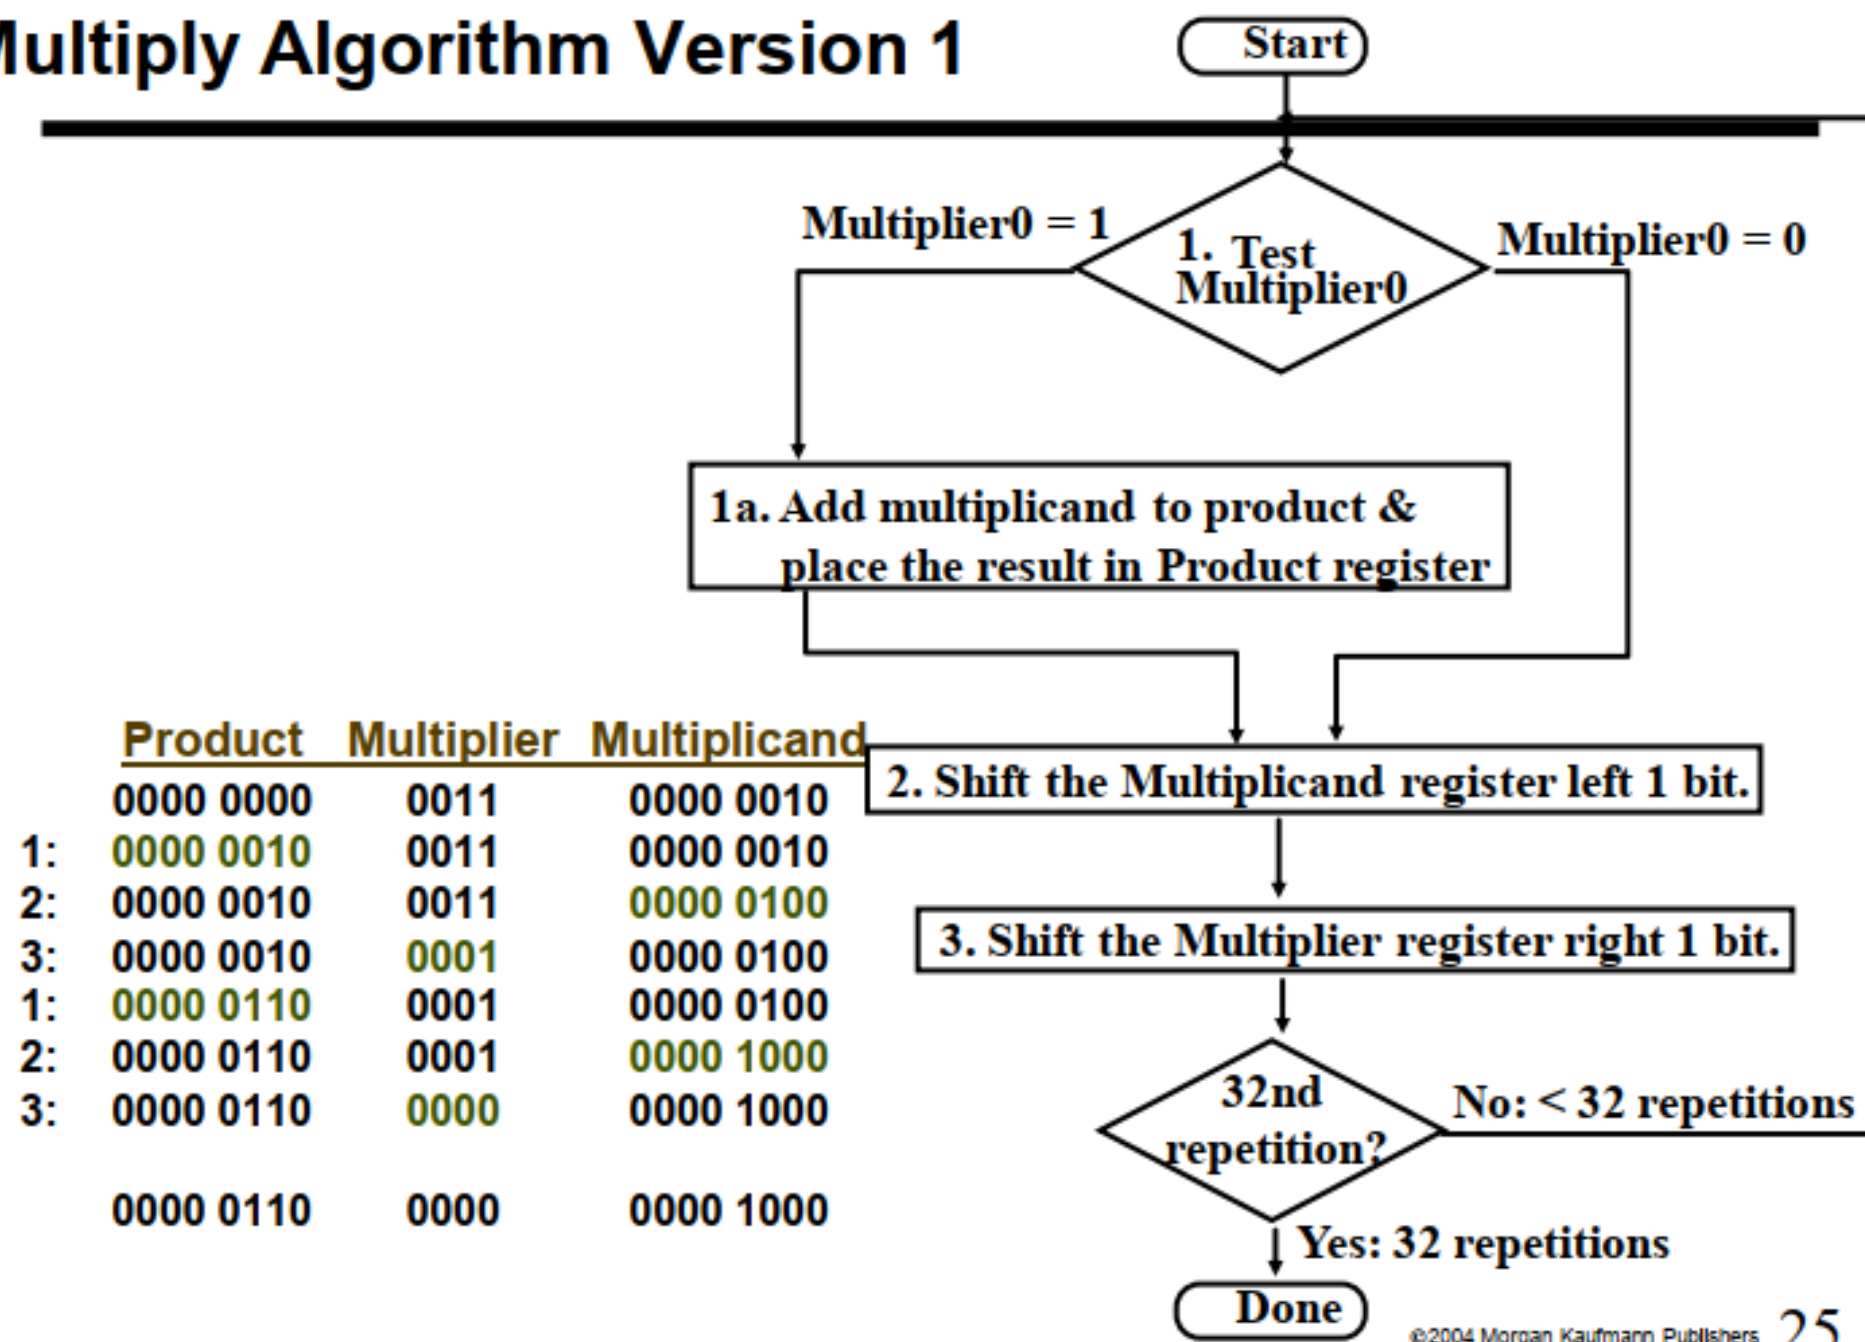 Multiply Algorithm Version 1
Start
Multiplier0 = 1
1. Test
Multiplier0
Multiplier0 = 0
1a. Add multiplicand to product &
place the result in Product register
Product Multiplier Multiplicand
0000 0000 0011 0000 0010
1: 0000 0010 0011 0000 0010
2: 0000 0010 0011 0000 0100
3: 0000 0010 0001 0000 0100
1: 0000 0110 0001 0000 0100
2: 0000 0110 0001 0000 1000
3: 0000 0110 0000 0000 1000
0000 0110 0000 0000 1000
2. Shift the Multiplicand register left 1 bit.
3. Shift the Multiplier register right 1 bit.
32nd
repetition?
No: < 32 repetitions
Yes: 32 repetitions
Done
©2004 Morgan Kaufmann Publishers 25